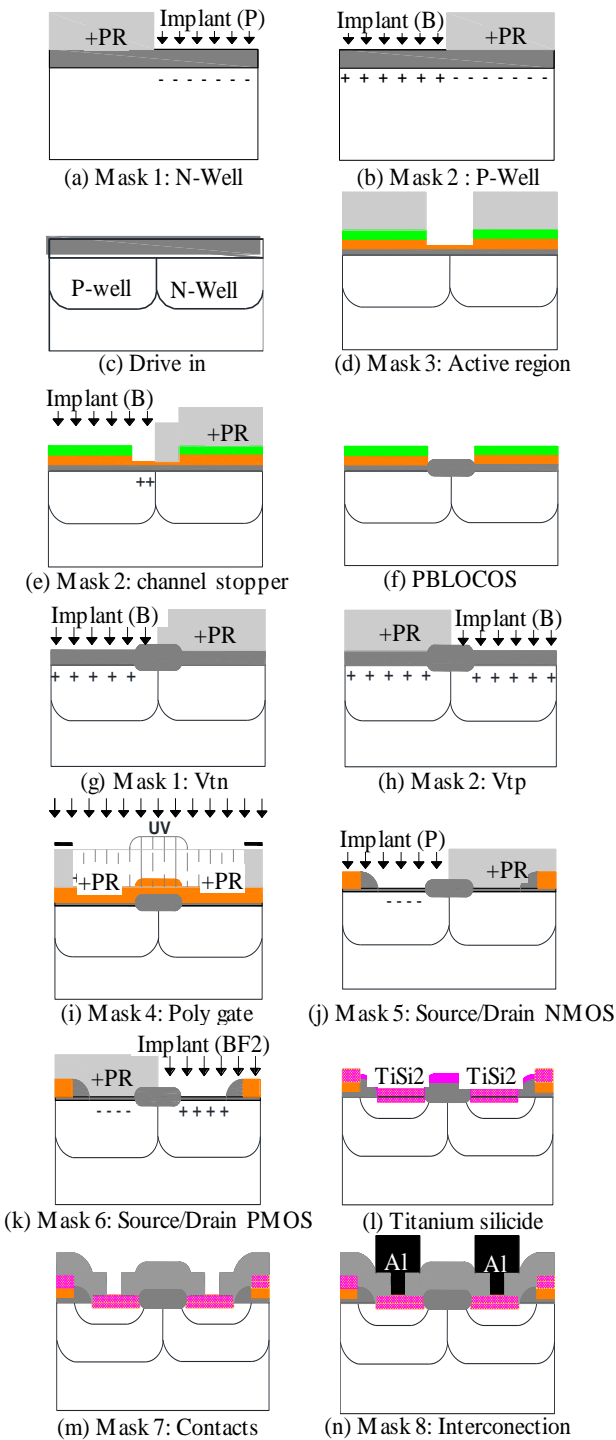 Implant (P)
+PR
- - - - - - -
(a) Mask 1: N-Well
Implant (B)
+PR
+ + + + + + - - - - - - -
(b) Mask 2 : P-Well
P-well N-Well
(c) Drive in
(d) Mask 3: Active region
Implant (B)
+PR
++
(e) Mask 2: channel stopper
(f) PBLOCOS
Implant (B)
+PR
+ + + + +
(g) Mask 1: Vtn
Implant (B)
+PR
+ + + + + + + + + +
(h) Mask 2: Vtp
UV
+PR +PR
(i) Mask 4: Poly gate
Implant (P)
+PR
- - - -
(j) Mask 5: Source/Drain NMOS
Implant (BF2)
+PR
- - - - + + + +
(k) Mask 6: Source/Drain PMOS
TiSi2 TiSi2
(l) Titanium silicide
(m) Mask 7: Contacts
Al Al
(n) Mask 8: Interconection